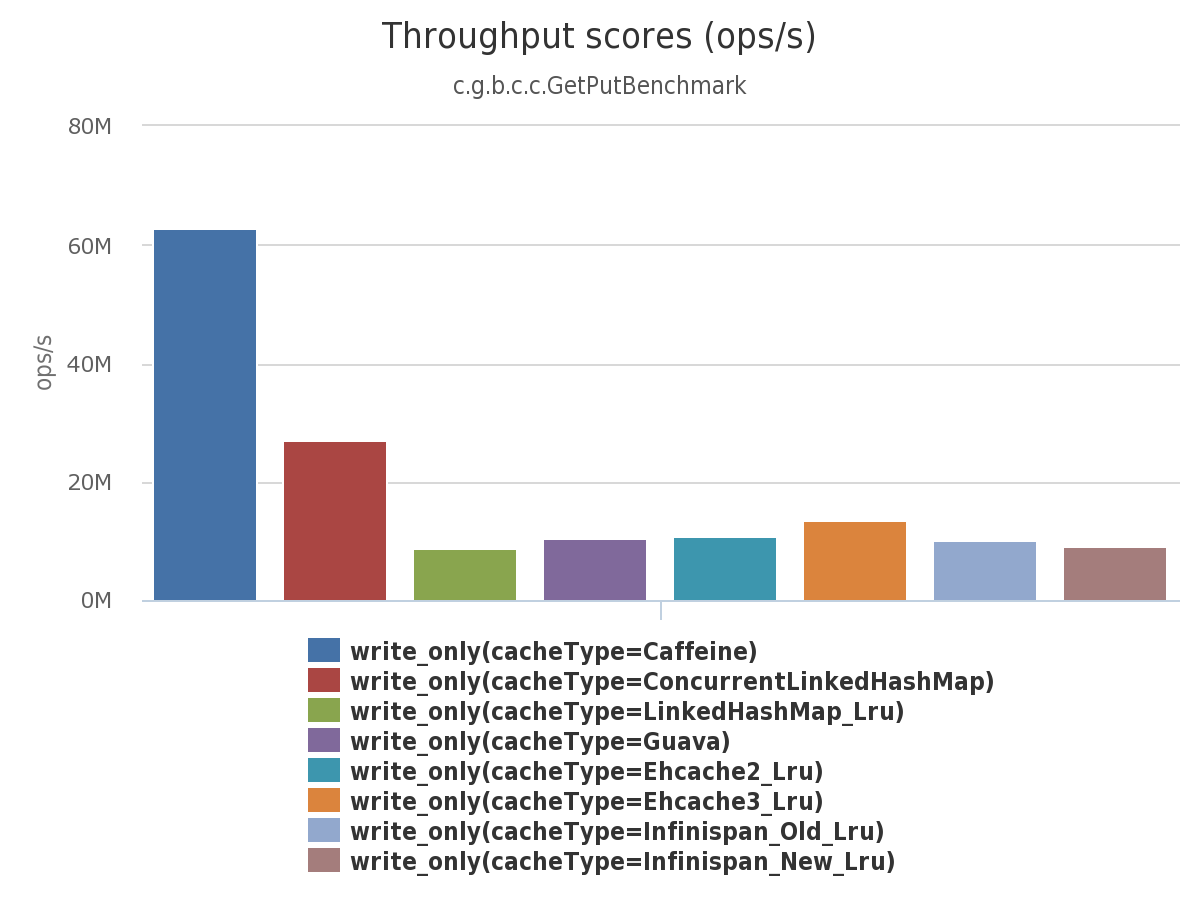 Throughput scores (ops/s)
c.g.b.c.c.GetPutBenchmark
80M
60M
40M
20M
0M
ops/s
write_only(cacheType=Caffeine)
write_only(cacheType=ConcurrentLinkedHashMap)
write_only(cacheType=LinkedHashMap_Lru)
write_only(cacheType=Guava)
write_only(cacheType=Ehcache2_Lru)
write_only(cacheType=Ehcache3_Lru)
write_only(cacheType=Infinispan_Old_Lru)
write_only(cacheType=Infinispan_New_Lru)